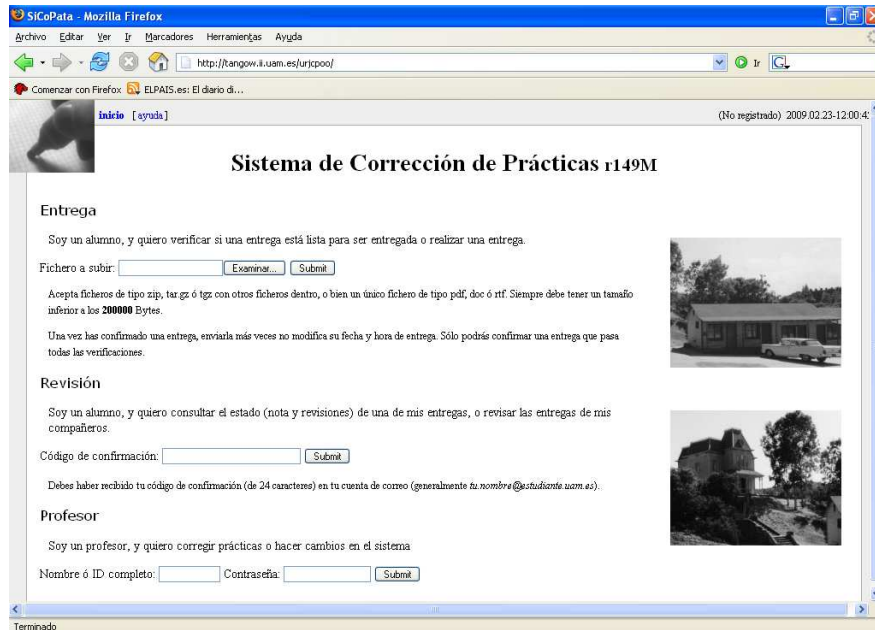 SiCoPata - Mozilla Firefox
Archivo Editar Ver Ir Marcadores Herramientas Ayuda
http://tangow.ii.uam.es/urjcpoo/ Ir G
Comenzar con Firefox ELPAIS.es: El diario di...
inicio [ayuda] (No registrado) 2009.02.23-12:00:4
Sistema de Corrección de Prácticas r149M
Entrega
Soy un alumno, y quiero verificar si una entrega está lista para ser entregada o realizar una entrega.
Fichero a subir: Examinar... Submit
Acepta ficheros de tipo zip, tar.gz ó tgz con otros ficheros dentro, o bien un único fichero de tipo pdf, doc ó rtf. Siempre debe tener un tamaño
inferior a los 200000 Bytes.
Una vez has confirmado una entrega, enviarla más veces no modifica su fecha y hora de entrega. Sólo podrás confirmar una entrega que pasa
todas las verificaciones.
Revisión
Soy un alumno, y quiero consultar el estado (nota y revisiones) de una de mis entregas, o revisar las entregas de mis
compañeros.
Código de confirmación: Submit
Debes haber recibido tu código de confirmación (de 24 caracteres) en tu cuenta de correo (generalmente tu.nombre@estudiante.uam.es).
Profesor
Soy un profesor, y quiero corregir prácticas o hacer cambios en el sistema
Nombre ó ID completo: Contraseña: Submit
Terminado